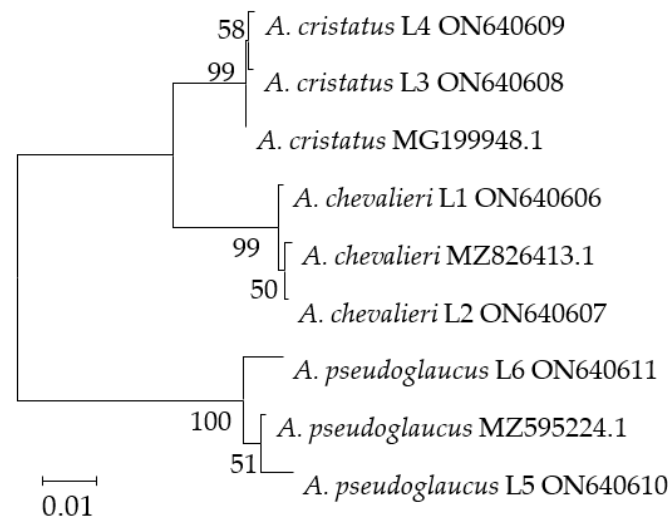 58
A. cristatus L4 ON640609
99
A. cristatus L3 ON640608
A. cristatus MG199948.1
A. chevalieri L1 ON640606
99
A. chevalieri MZ826413.1
50
A. chevalieri L2 ON640607
A. pseudoglaucus L6 ON640611
100
A. pseudoglaucus MZ595224.1
51
A. pseudoglaucus L5 ON640610
0.01